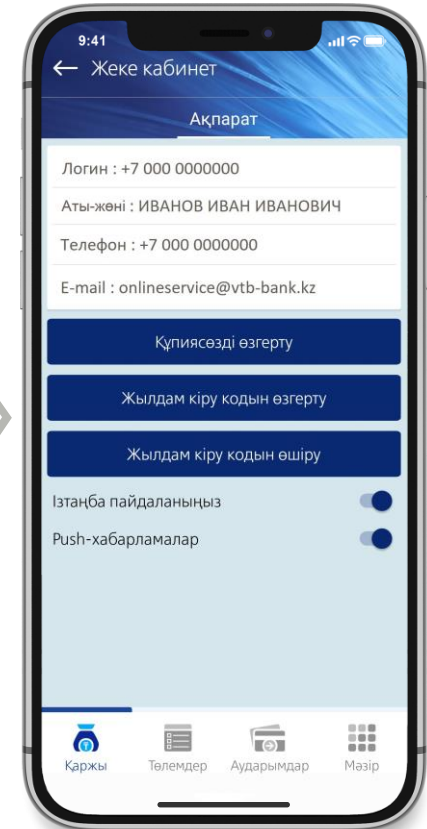 9:41
← Жеке кабинет
Ақпарат
Логин : +7 000 0000000
Аты-жөні : ИВАНОВ ИВАН ИВАНОВИЧ
Телефон : +7 000 0000000
E-mail : onlineservice@vtb-bank.kz
Құпиясөзді өзгерту
Жылдам кіру кодын өзгерту
Жылдам кіру кодын өшіру
Ізтаңба пайдаланыңыз
Push-хабарламалар
Қаржы Төлемдер Аударымдар Мәзір